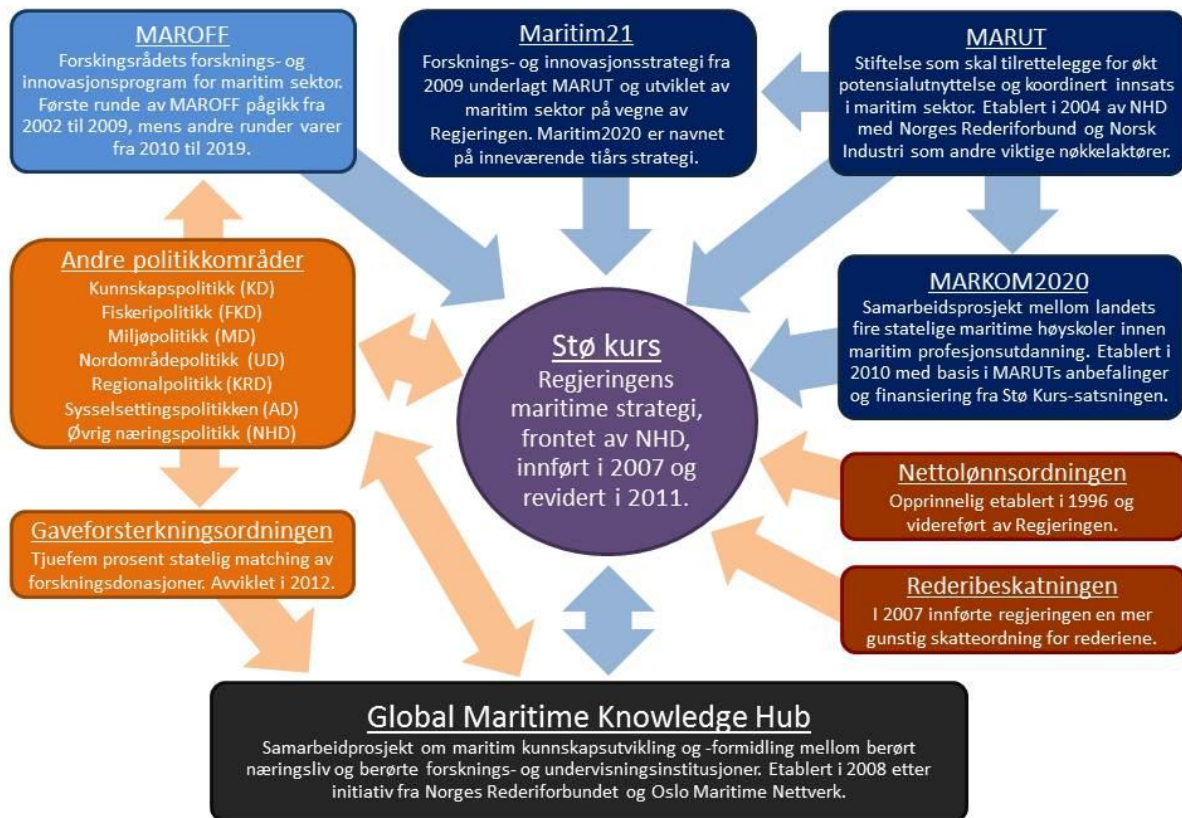 MAROFF
Forskingsrådets forsknings- og
innovasjonsprogram for maritim sektor.
Første runde av MAROFF pågikk fra
2002 til 2009, mens andre runder varer
fra 2010 til 2019.
Maritim21
Forsknings- og innovasjonsstrategi fra
2009 underlagt MARUT og utviklet av
maritim sektor på vegne av
Regjeringen. Maritim2020 er navnet
på inneværende tiårs strategi.
MARUT
Stiftelse som skal tilrettelegge for økt
potensialutnyttelse og koordinert innsats
i maritim sektor. Etablert i 2004 av NHD
med Norges Rederiforbund og Norsk
Industri som andre viktige nøkkelaktører.
Andre politikkområder
Kunnskapspolitikk (KD)
Fiskeripolitikk (FKD)
Miljøpolitikk (MD)
Nordområdepolitikk (UD)
Regionalpolitikk (KRD)
Sysselsettingspolitikken (AD)
Øvrig næringspolitikk (NHD)
Stø kurs
Regjeringens
maritime strategi,
frontet av NHD,
innført i 2007 og
revidert i 2011.
MARKOM2020
Samarbeidsprosjekt mellom landets
fire statelige maritime høyskoler innen
maritim profesjonsutdanning. Etablert i
2010 med basis i MARUTs anbefalinger
og finansiering fra Stø Kurs-satsningen.
Nettolønnsordningen
Opprinnelig etablert i 1996 og
videreført av Regjeringen.
Gaveforsterkningsordningen
Tjuefem prosent statelig matching av
forskningsdonasjoner. Avviklet i 2012.
Rederibeskatningen
I 2007 innførte regjeringen en mer
gunstig skatteordning for rederiene.
Global Maritime Knowledge Hub
Samarbeidprosjekt om maritim kunnskapsutvikling og -formidling mellom berørt
næringsliv og berørte forsknings- og undervisningsinstitusjoner. Etablert i 2008 etter
initiativ fra Norges Rederiforbundet og Oslo Maritime Nettverk.